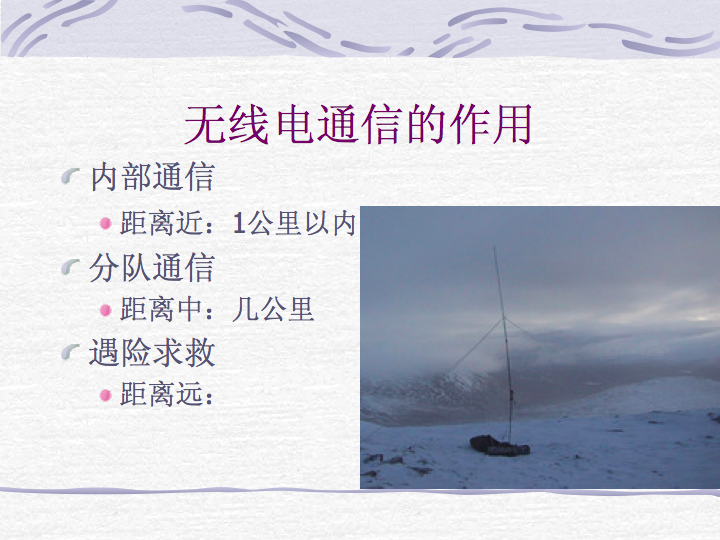 无线电通信的作用
内部通信
距离近：1公里以内
分队通信
距离中：几公里
遇险求救
距离远：